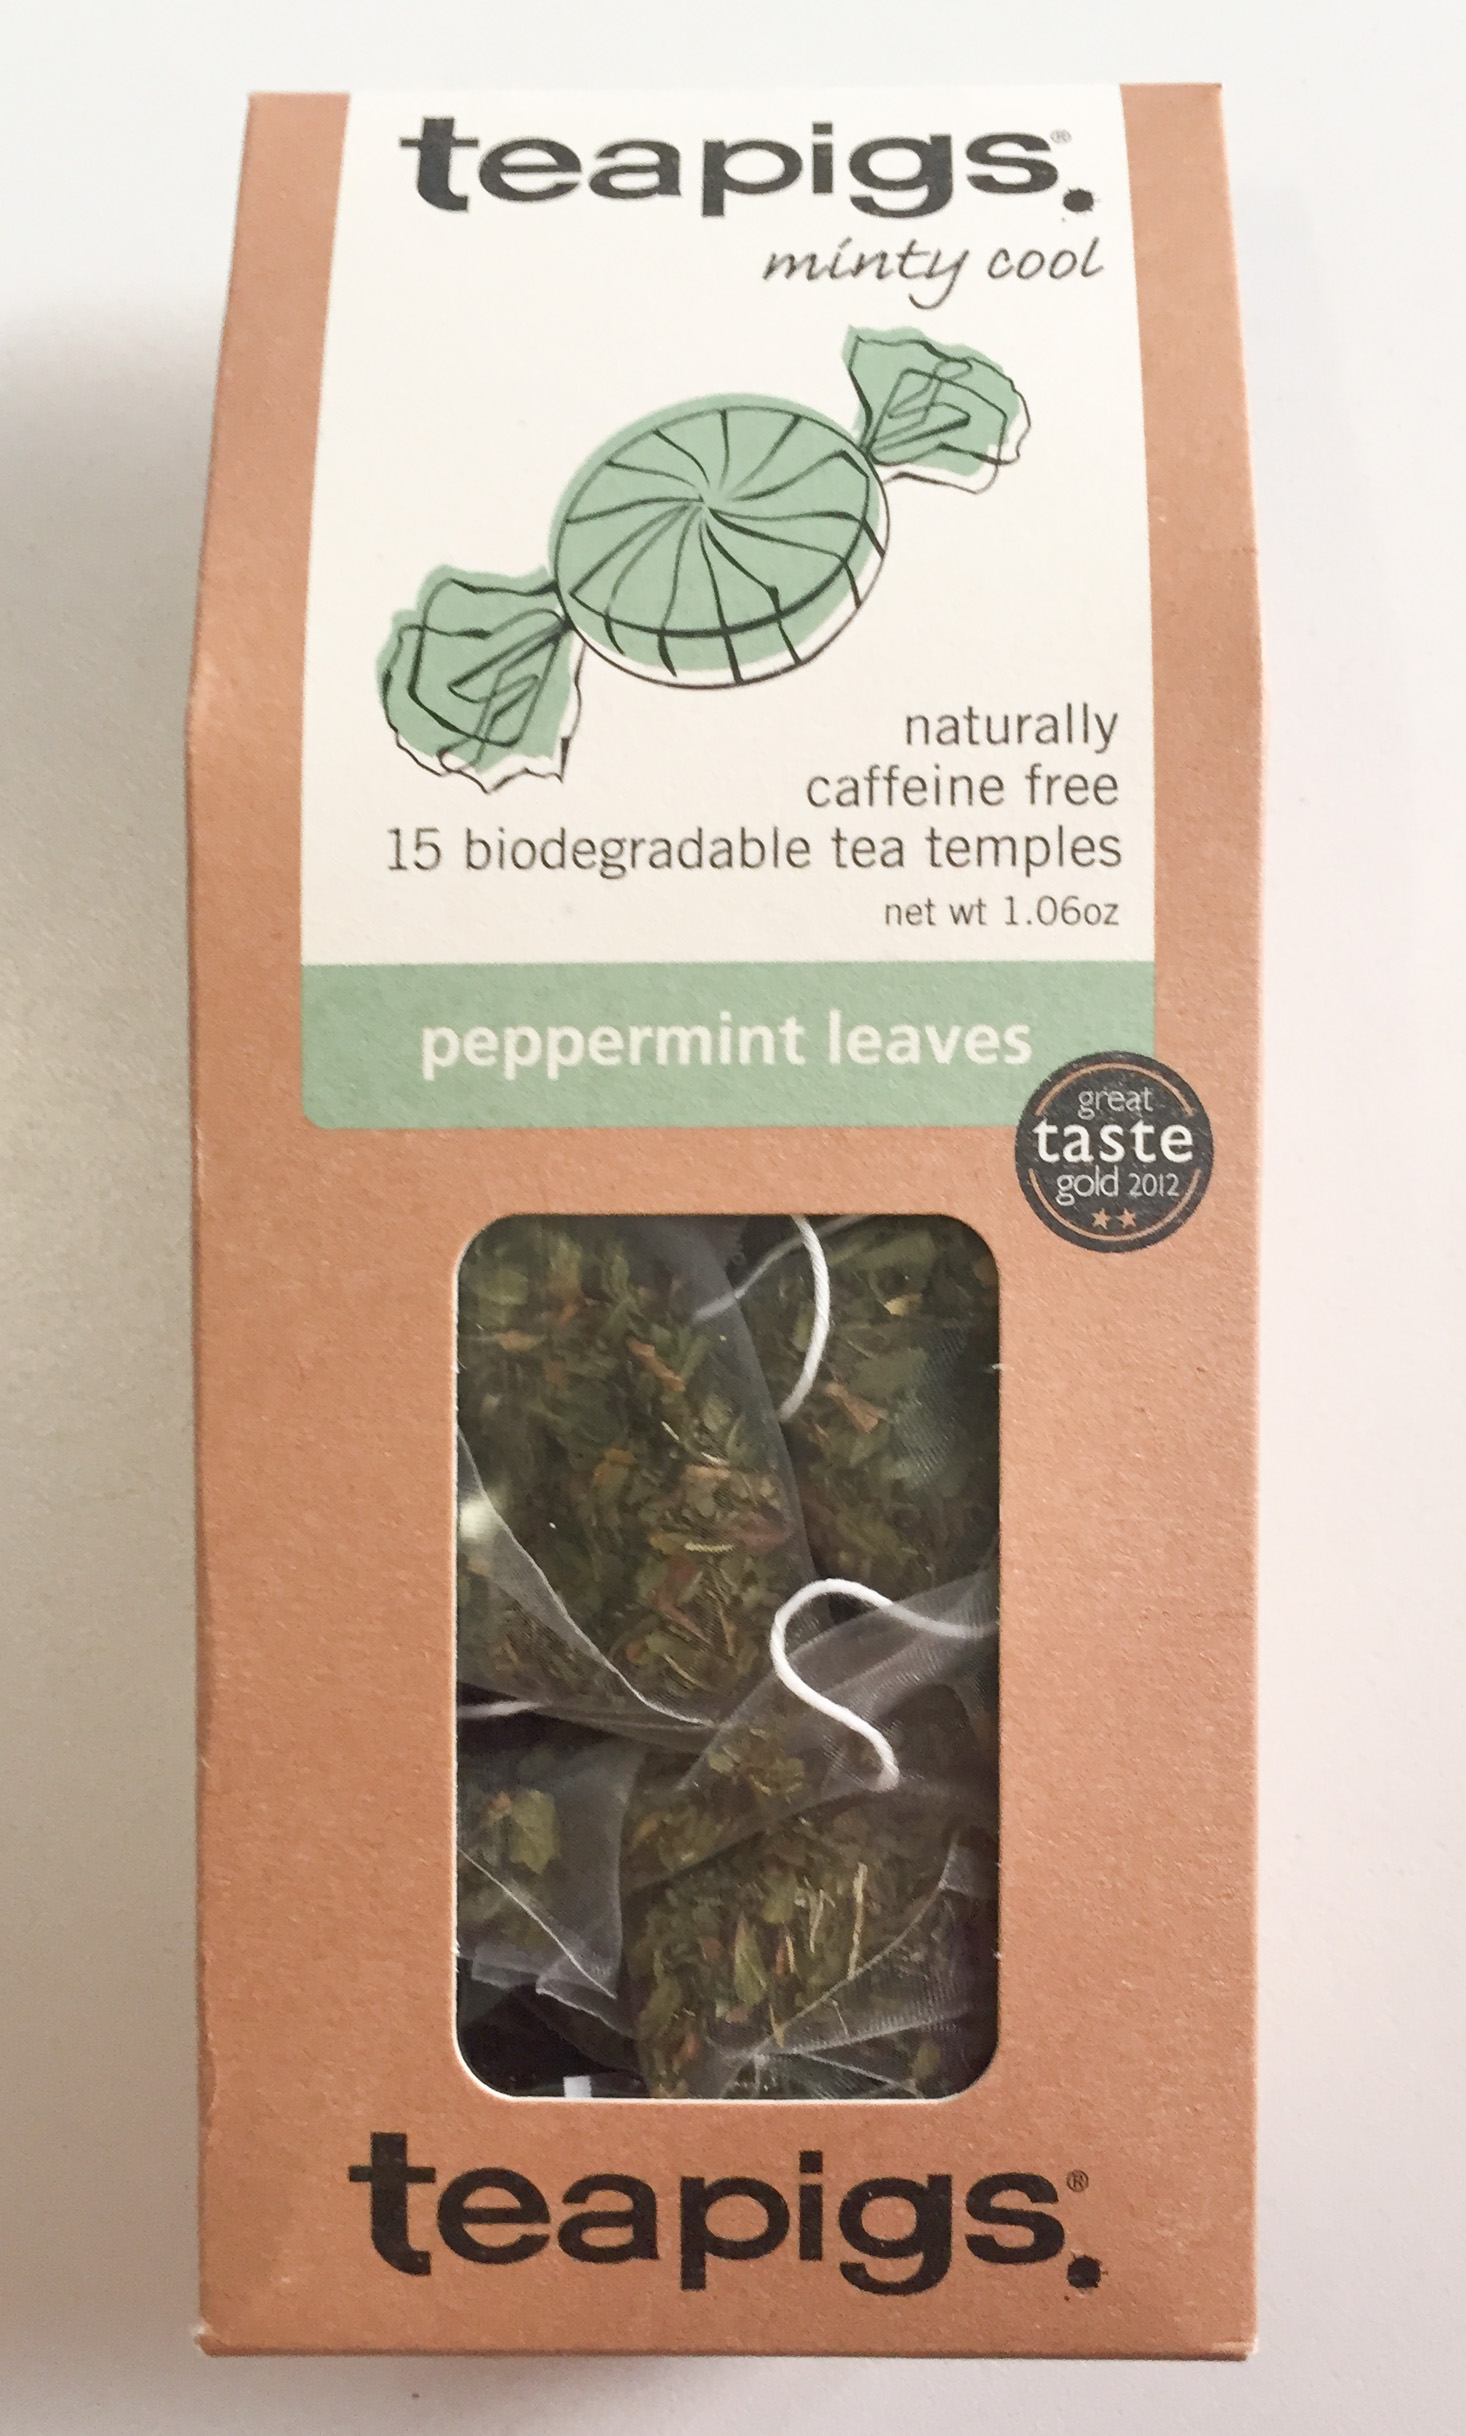 teapigs®.
minty cool
naturally
caffeine free
15 biodegradable tea temples
net wt 1.06oz
peppermint leaves
great
taste
gold 2012
teapigs®.